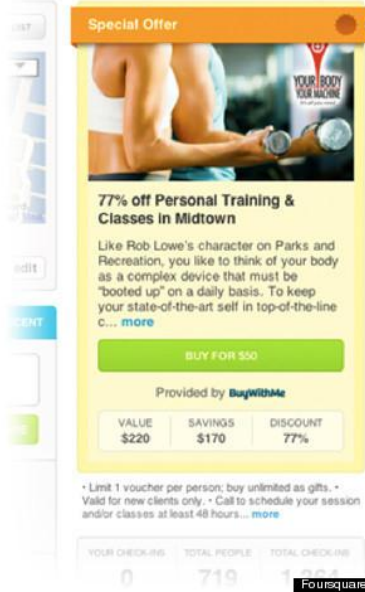 Special Offer
YOUR BODY
YOUR MACHINE
77% off Personal Training &
Classes in Midtown
Like Rob Lowe's character on Parks and
Recreation, you like to think of your body
as a complex device that must be
"booted up" on a daily basis. To keep
your state-of-the-art self in top-of-the-line
c... more
BUY FOR $50
Provided by BuyWithMe
VALUE SAVINGS DISCOUNT
$220 $170 77%
• Limit 1 voucher per person; buy unlimited as gifts. •
Valid for new clients only. • Call to schedule your session
and/or classes at least 48 hours... more
YOUR CHECK-INS TOTAL PEOPLE TOTAL CHECK-INS
0 719 1,264
Foursquare